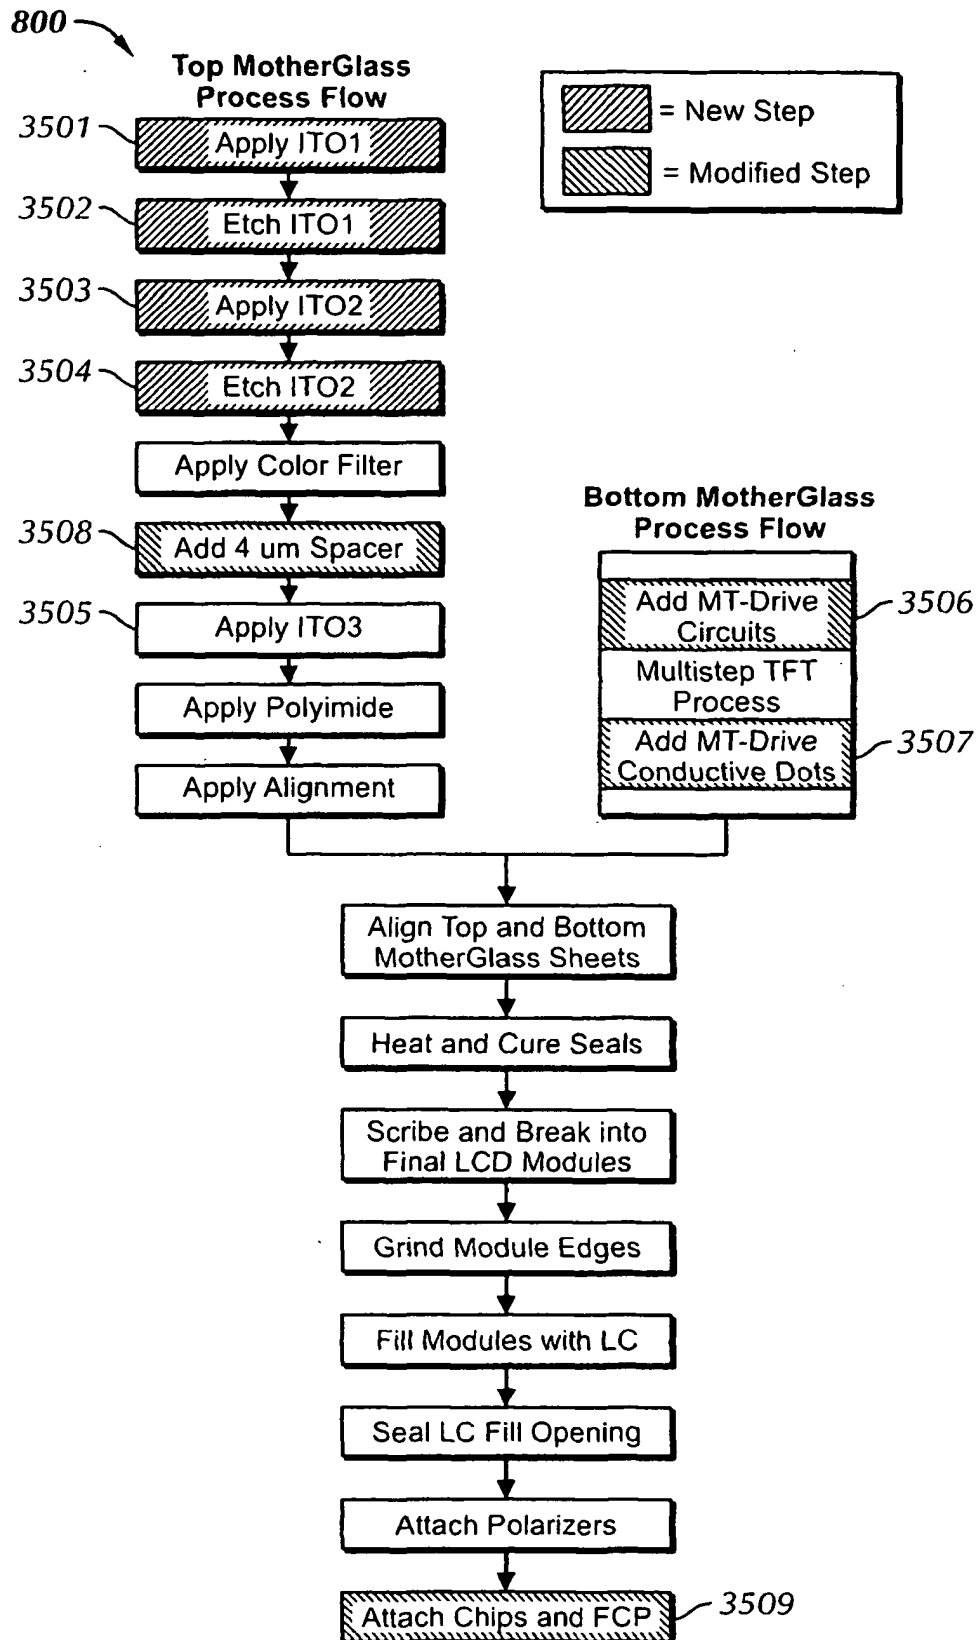 800
Top MotherGlass
Process Flow
3501
Apply ITO1
= New Step
= Modified Step
3502
Etch ITO1
3503
Apply ITO2
3504
Etch ITO2
Apply Color Filter
3508
Add 4 um Spacer
3505
Apply ITO3
Apply Polyimide
Apply Alignment
Bottom MotherGlass
Process Flow
Add MT-Drive
Circuits
3506
Multistep TFT
Process
Add MT-Drive
Conductive Dots
3507
Align Top and Bottom
MotherGlass Sheets
Heat and Cure Seals
Scribe and Break into
Final LCD Modules
Grind Module Edges
Fill Modules with LC
Seal LC Fill Opening
Attach Polarizers
Attach Chips and FCP
3509